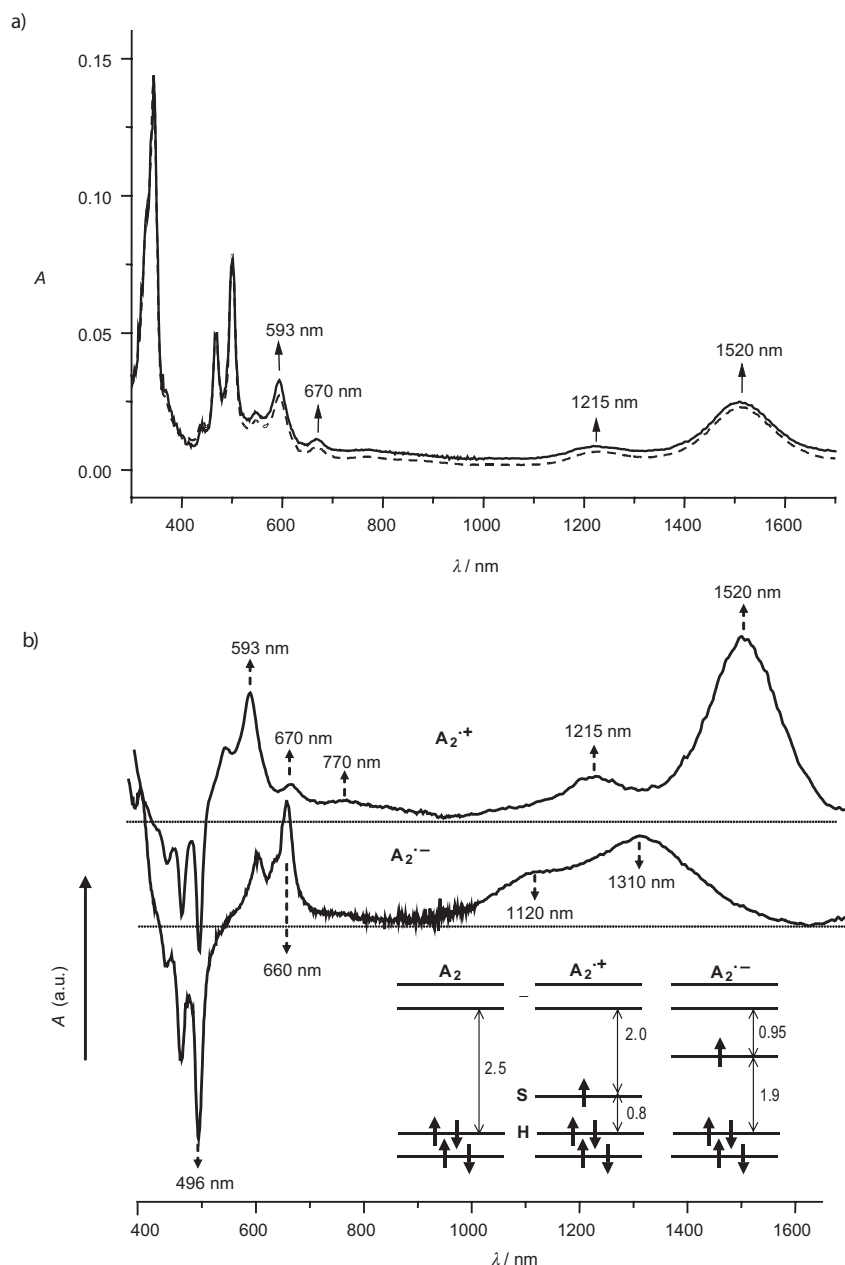 a)
0.15
0.10
A
0.05
0.00
593 nm
670 nm
1215 nm
1520 nm
400 600 800 1000 1200 1400 1600
λ / nm
b)
1520 nm
593 nm
670 nm
770 nm
A₂·+
1215 nm
A₂·−
1120 nm
1310 nm
660 nm
A (a.u.)
A₂ A₂·+ A₂·−
–
2.5 2.0 0.95
S
0.8 1.9
H
496 nm
400 600 800 1000 1200 1400 1600
λ / nm